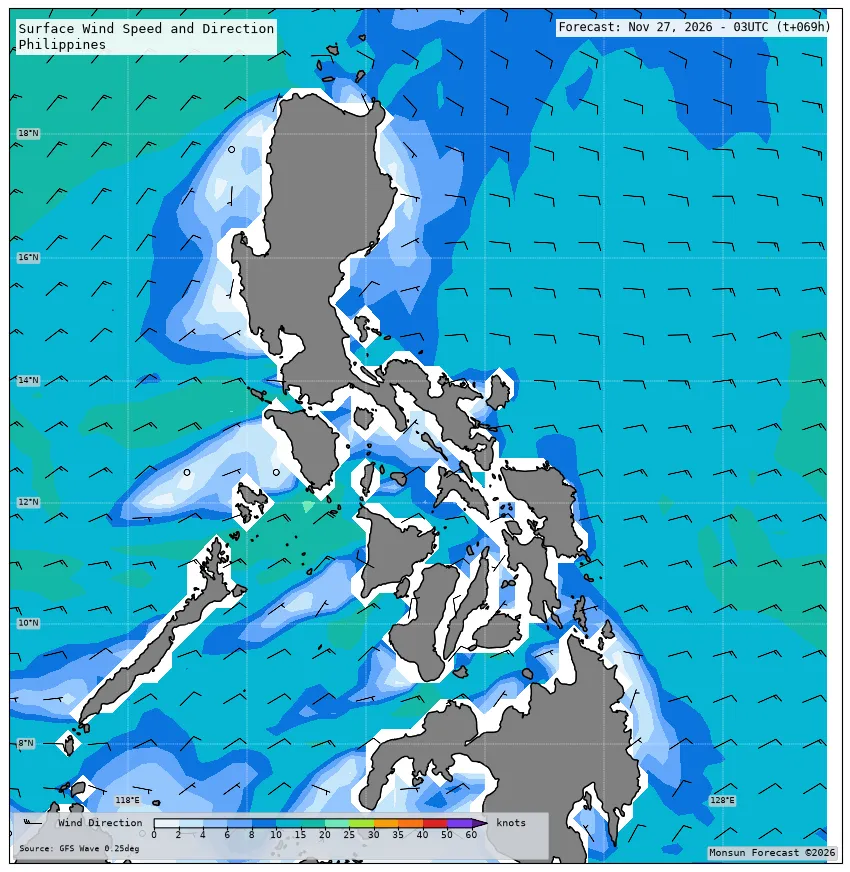 Surface Wind Speed and Direction
Philippines
Forecast: Nov 27, 2026 - 03UTC (t+069h)
18°N
16°N
14°N
12°N
10°N
8°N
118°E
128°E
Wind Direction
knots
0 2 4 6 8 10 15 20 25 30 35 40 50 60
Source: GFS Wave 0.25deg
Monsun Forecast ©2026